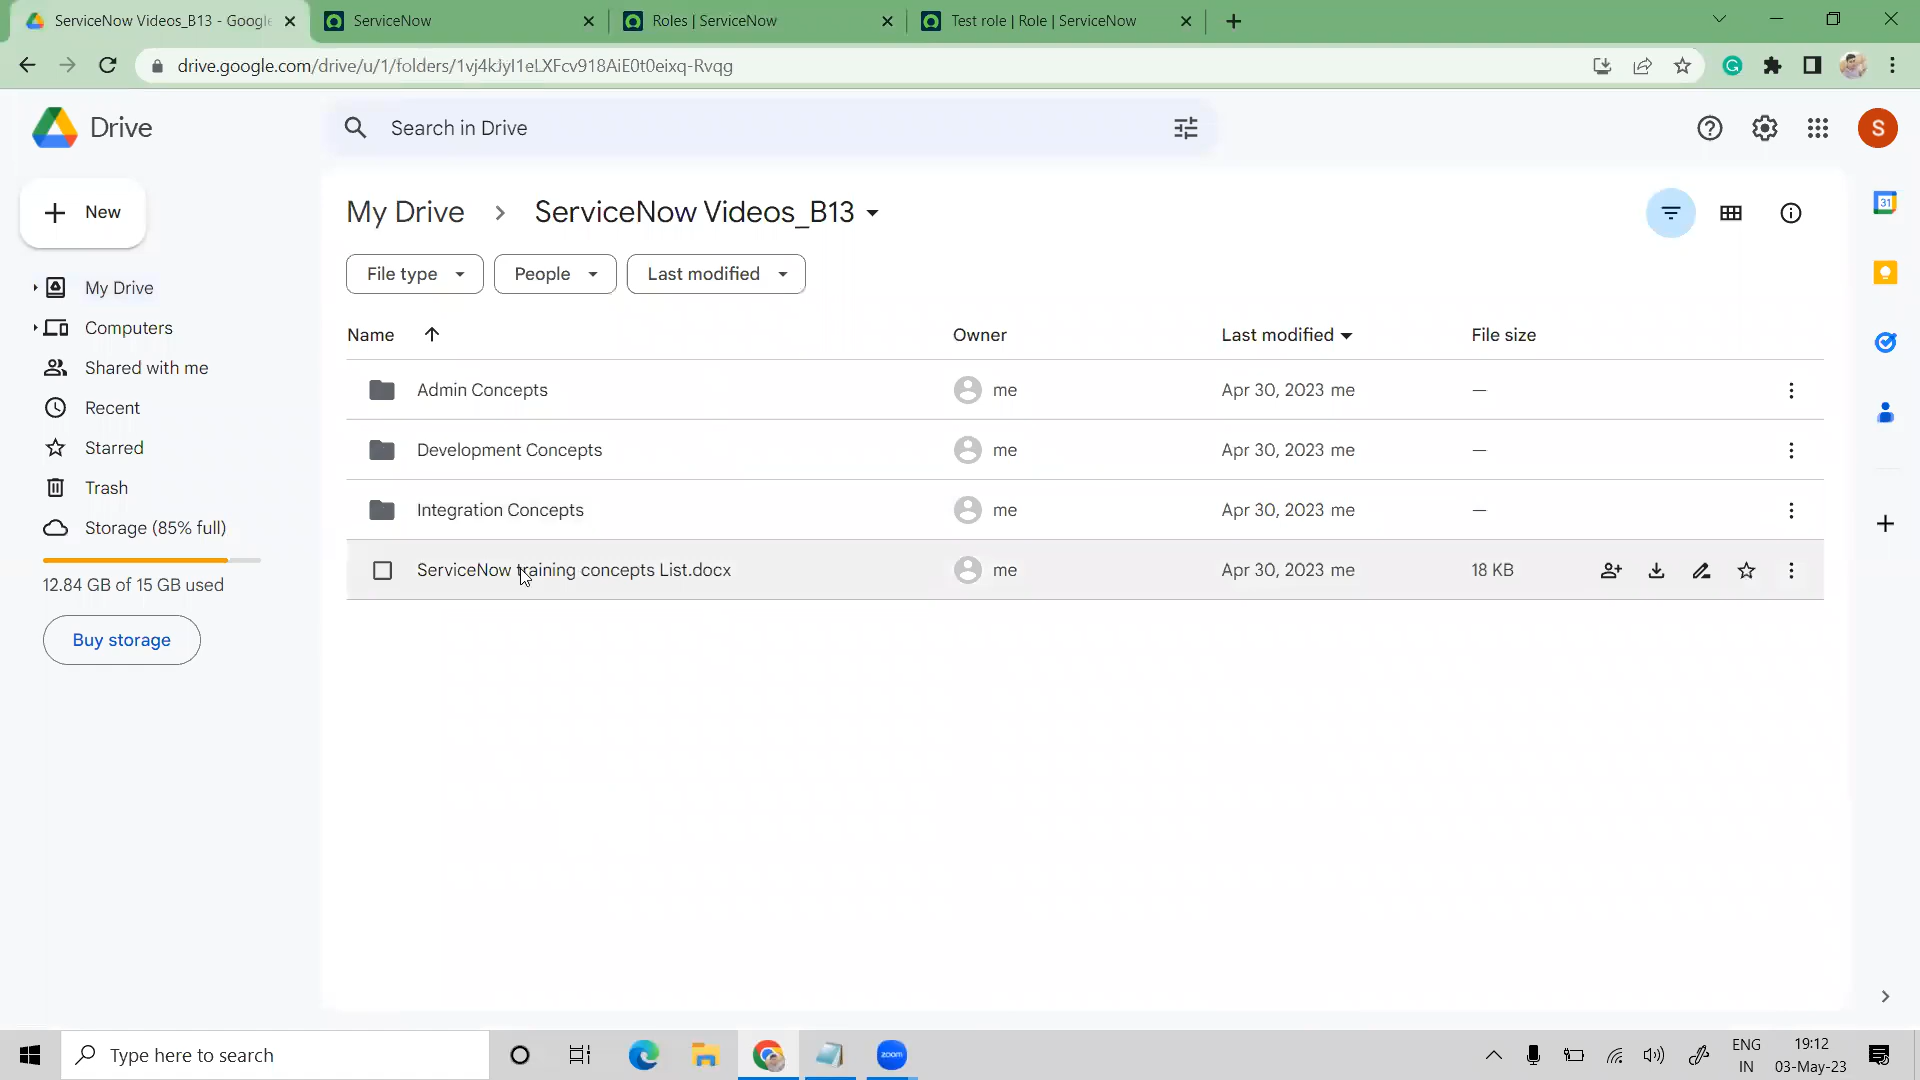 ServiceNow Videos_B13 - Google
ServiceNow
Roles | ServiceNow
Test role | Role | ServiceNow
drive.google.com/drive/u/1/folders/1vj4kJyI1eLXFcv918AiE0t0eixq-Rvqg
Drive
Search in Drive
S
New
My Drive
ServiceNow Videos_B13
File type
People
Last modified
31
My Drive
Computers
Shared with me
Recent
Starred
Trash
Storage (85% full)
12.84 GB of 15 GB used
Buy storage
Name
Owner
Last modified
File size
Admin Concepts
me
Apr 30, 2023 me
—
Development Concepts
me
Apr 30, 2023 me
—
Integration Concepts
me
Apr 30, 2023 me
—
ServiceNow training concepts List.docx
me
Apr 30, 2023 me
18 KB
Type here to search
zoom
ENG
IN
19:12
03-May-23